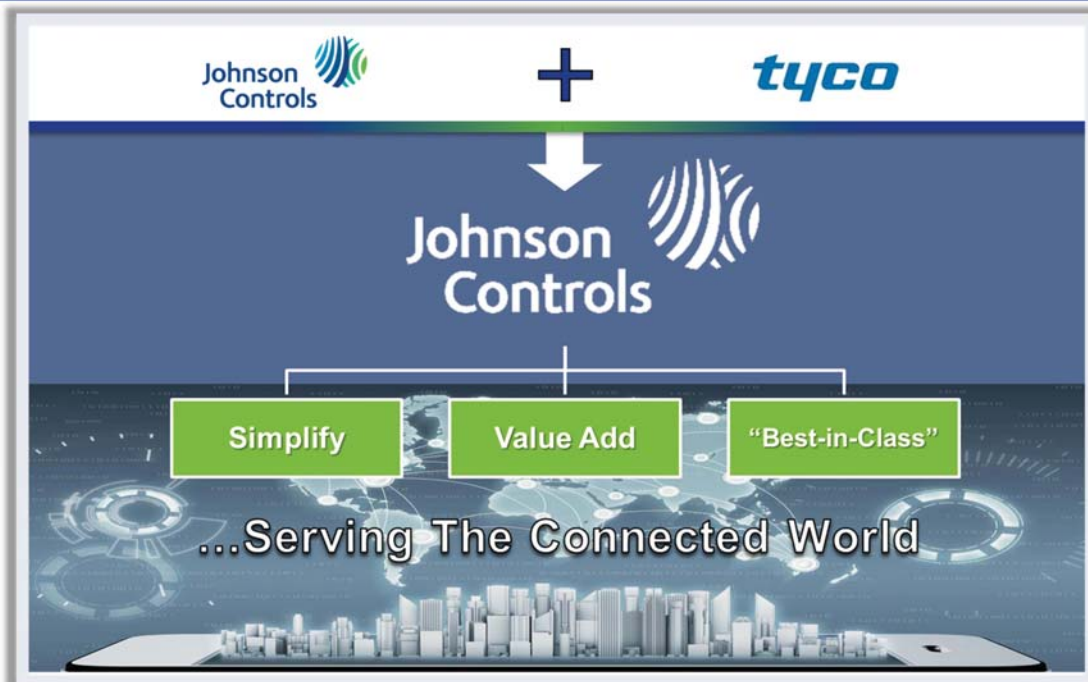 Johnson
Controls
+
tyco
Johnson
Controls
Simplify
Value Add
“Best-in-Class”
...Serving The Connected World